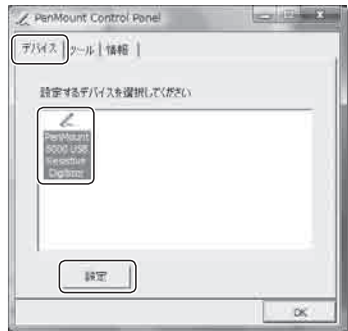 PenMount Control Panel
デバイス ツール 情報
設定するデバイスを選択してください
PenMount
6000 USB
Resistive
Digitizer
設定
OK